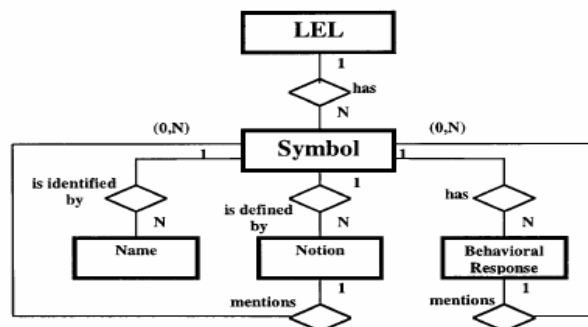 LEL
1
has
N
(0,N)
(0,N)
Symbol
1
1
1
is identified
by
is defined
by
has
N
N
N
Name
Notion
Behavioral
Response
1
1
mentions
mentions